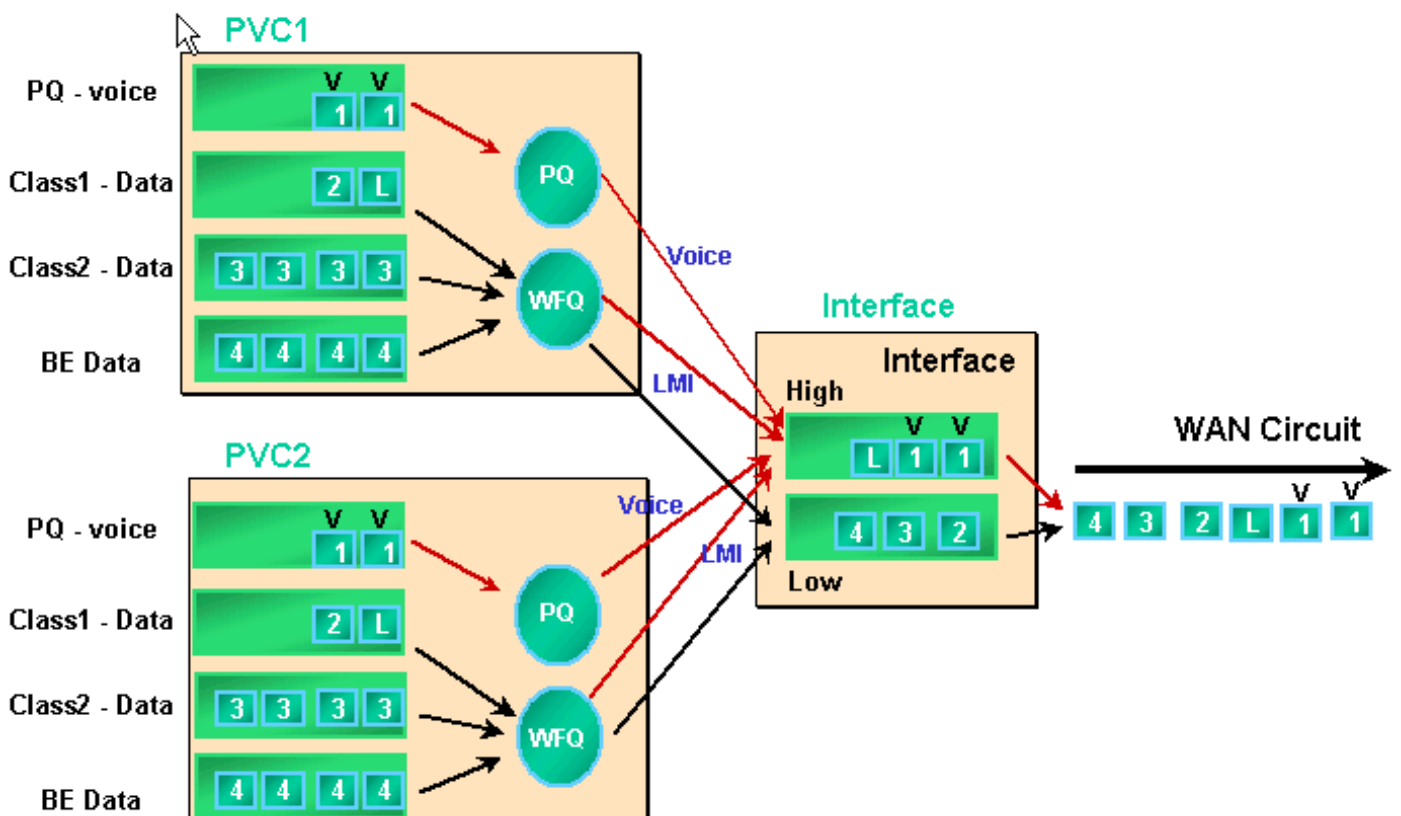 PVC1
PQ - voice
V V
1 1
Class1 - Data
2 L
PQ
Class2 - Data
3 3 3 3
WFQ
BE Data
4 4 4 4
Voice
LMI
PVC2
PQ - voice
V V
1 1
Class1 - Data
2 L
PQ
Class2 - Data
3 3 3 3
WFQ
BE Data
4 4 4 4
Voice
LMI
Interface
Interface
High
V V
L 1 1
4 3 2
Low
WAN Circuit
V V
4 3 2 L 1 1